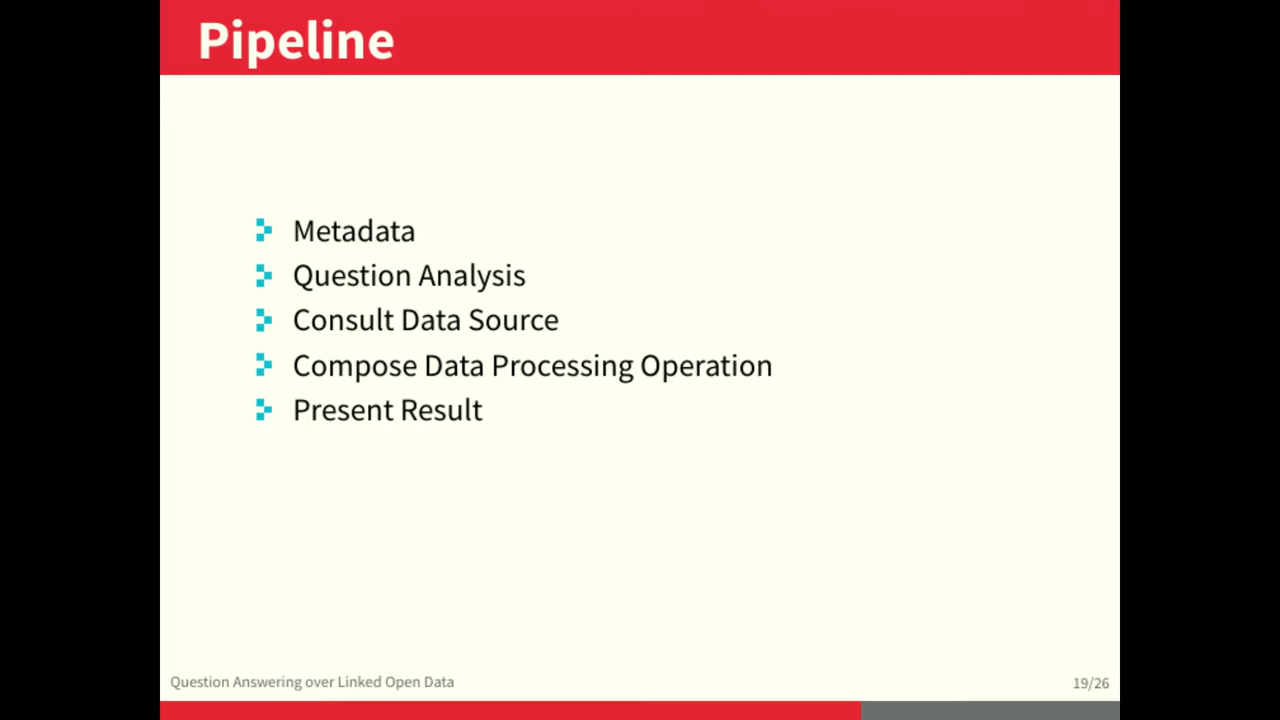 Pipeline
Metadata
Question Analysis
Consult Data Source
Compose Data Processing Operation
Present Result
Question Answering over Linked Open Data
19/26